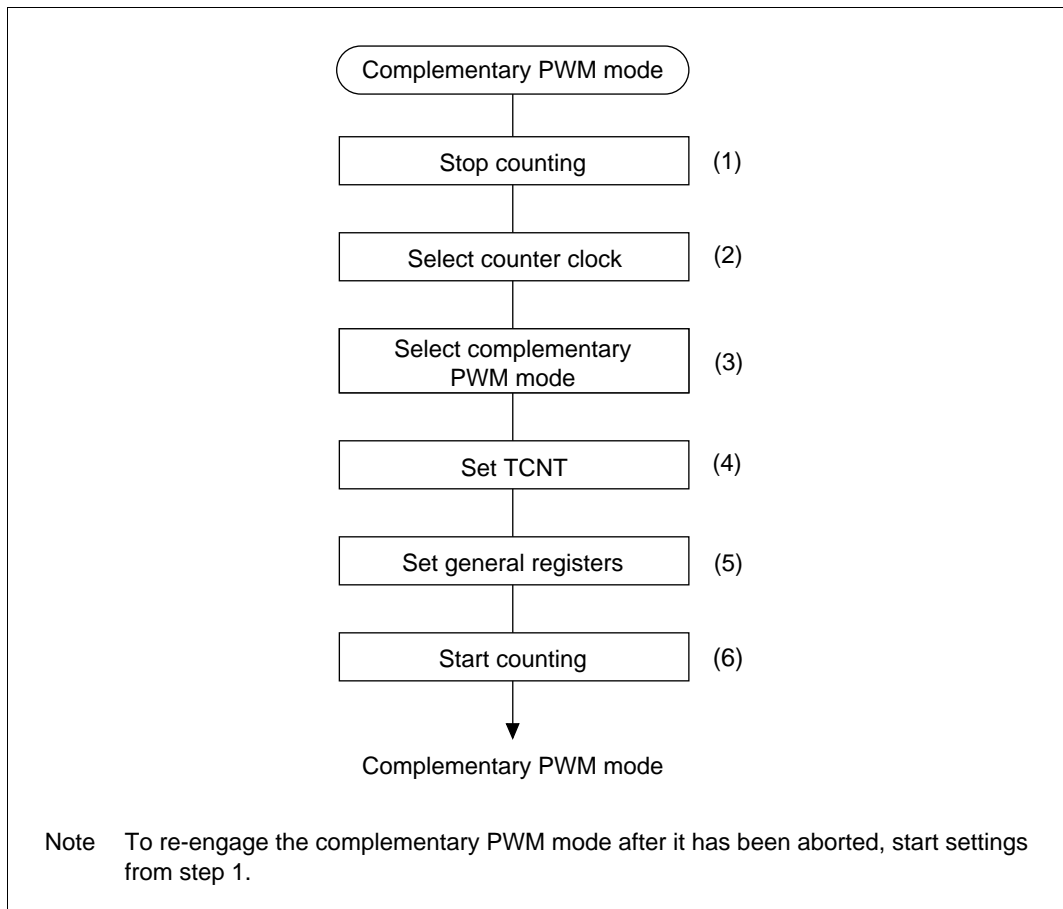 Complementary PWM mode
Stop counting (1)
Select counter clock (2)
Select complementary
PWM mode (3)
Set TCNT (4)
Set general registers (5)
Start counting (6)
Complementary PWM mode
Note To re-engage the complementary PWM mode after it has been aborted, start settings
from step 1.